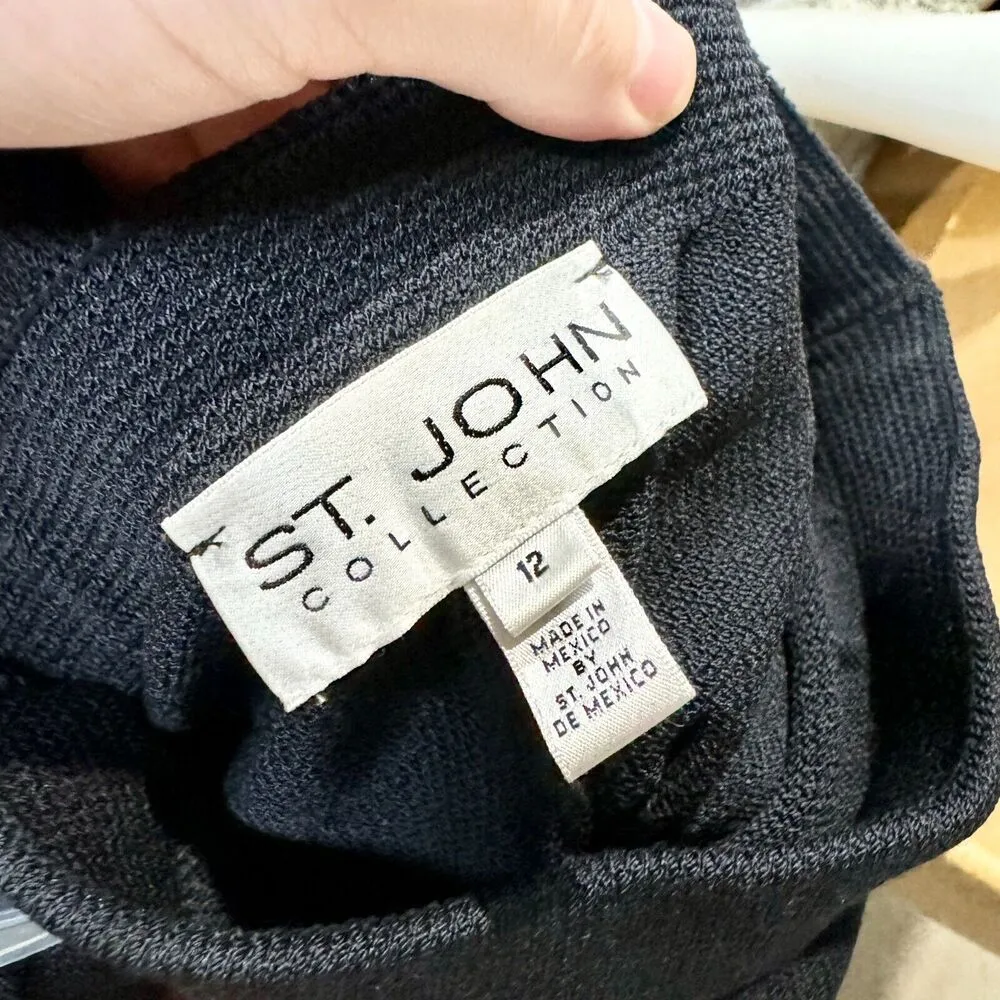 ST. JOHN
COLLECTION
12
MADE IN
MEXICO
BY
ST. JOHN
DE MEXICO